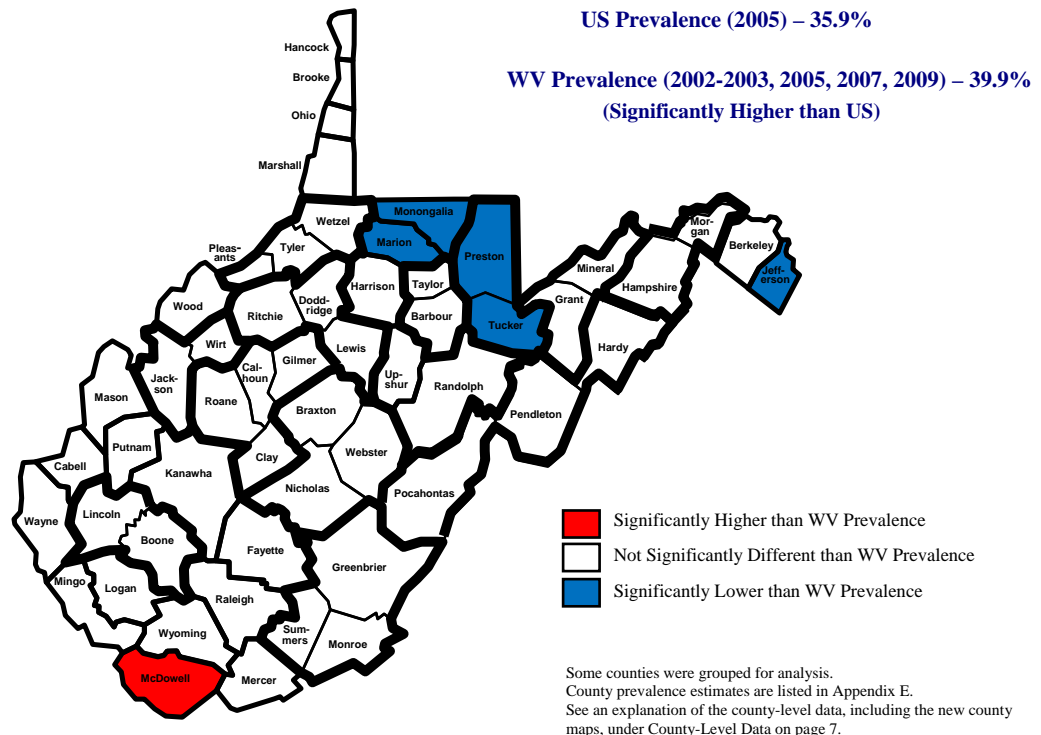 US Prevalence (2005) – 35.9%
WV Prevalence (2002-2003, 2005, 2007, 2009) – 39.9%
(Significantly Higher than US)
Hancock
Brooke
Ohio
Marshall
Wetzel
Monongalia
Marion
Preston
Mor-
gan
Berkeley
Jeff-
erson
Pleas-
ants
Tyler
Mineral
Hampshire
Harrison
Taylor
Grant
Wood
Ritchie
Dodd-
ridge
Barbour
Tucker
Hardy
Wirt
Lewis
Gilmer
Cal-
houn
Jack-
son
Up-
shur
Randolph
Mason
Roane
Braxton
Pendleton
Putnam
Clay
Webster
Cabell
Kanawha
Nicholas
Pocahontas
Lincoln
Wayne
Boone
Fayette
Greenbrier
Mingo
Logan
Raleigh
Wyoming
Sum-
mers
Monroe
McDowell
Mercer
Significantly Higher than WV Prevalence
Not Significantly Different than WV Prevalence
Significantly Lower than WV Prevalence
Some counties were grouped for analysis.
County prevalence estimates are listed in Appendix E.
See an explanation of the county-level data, including the new county
maps, under County-Level Data on page 7.